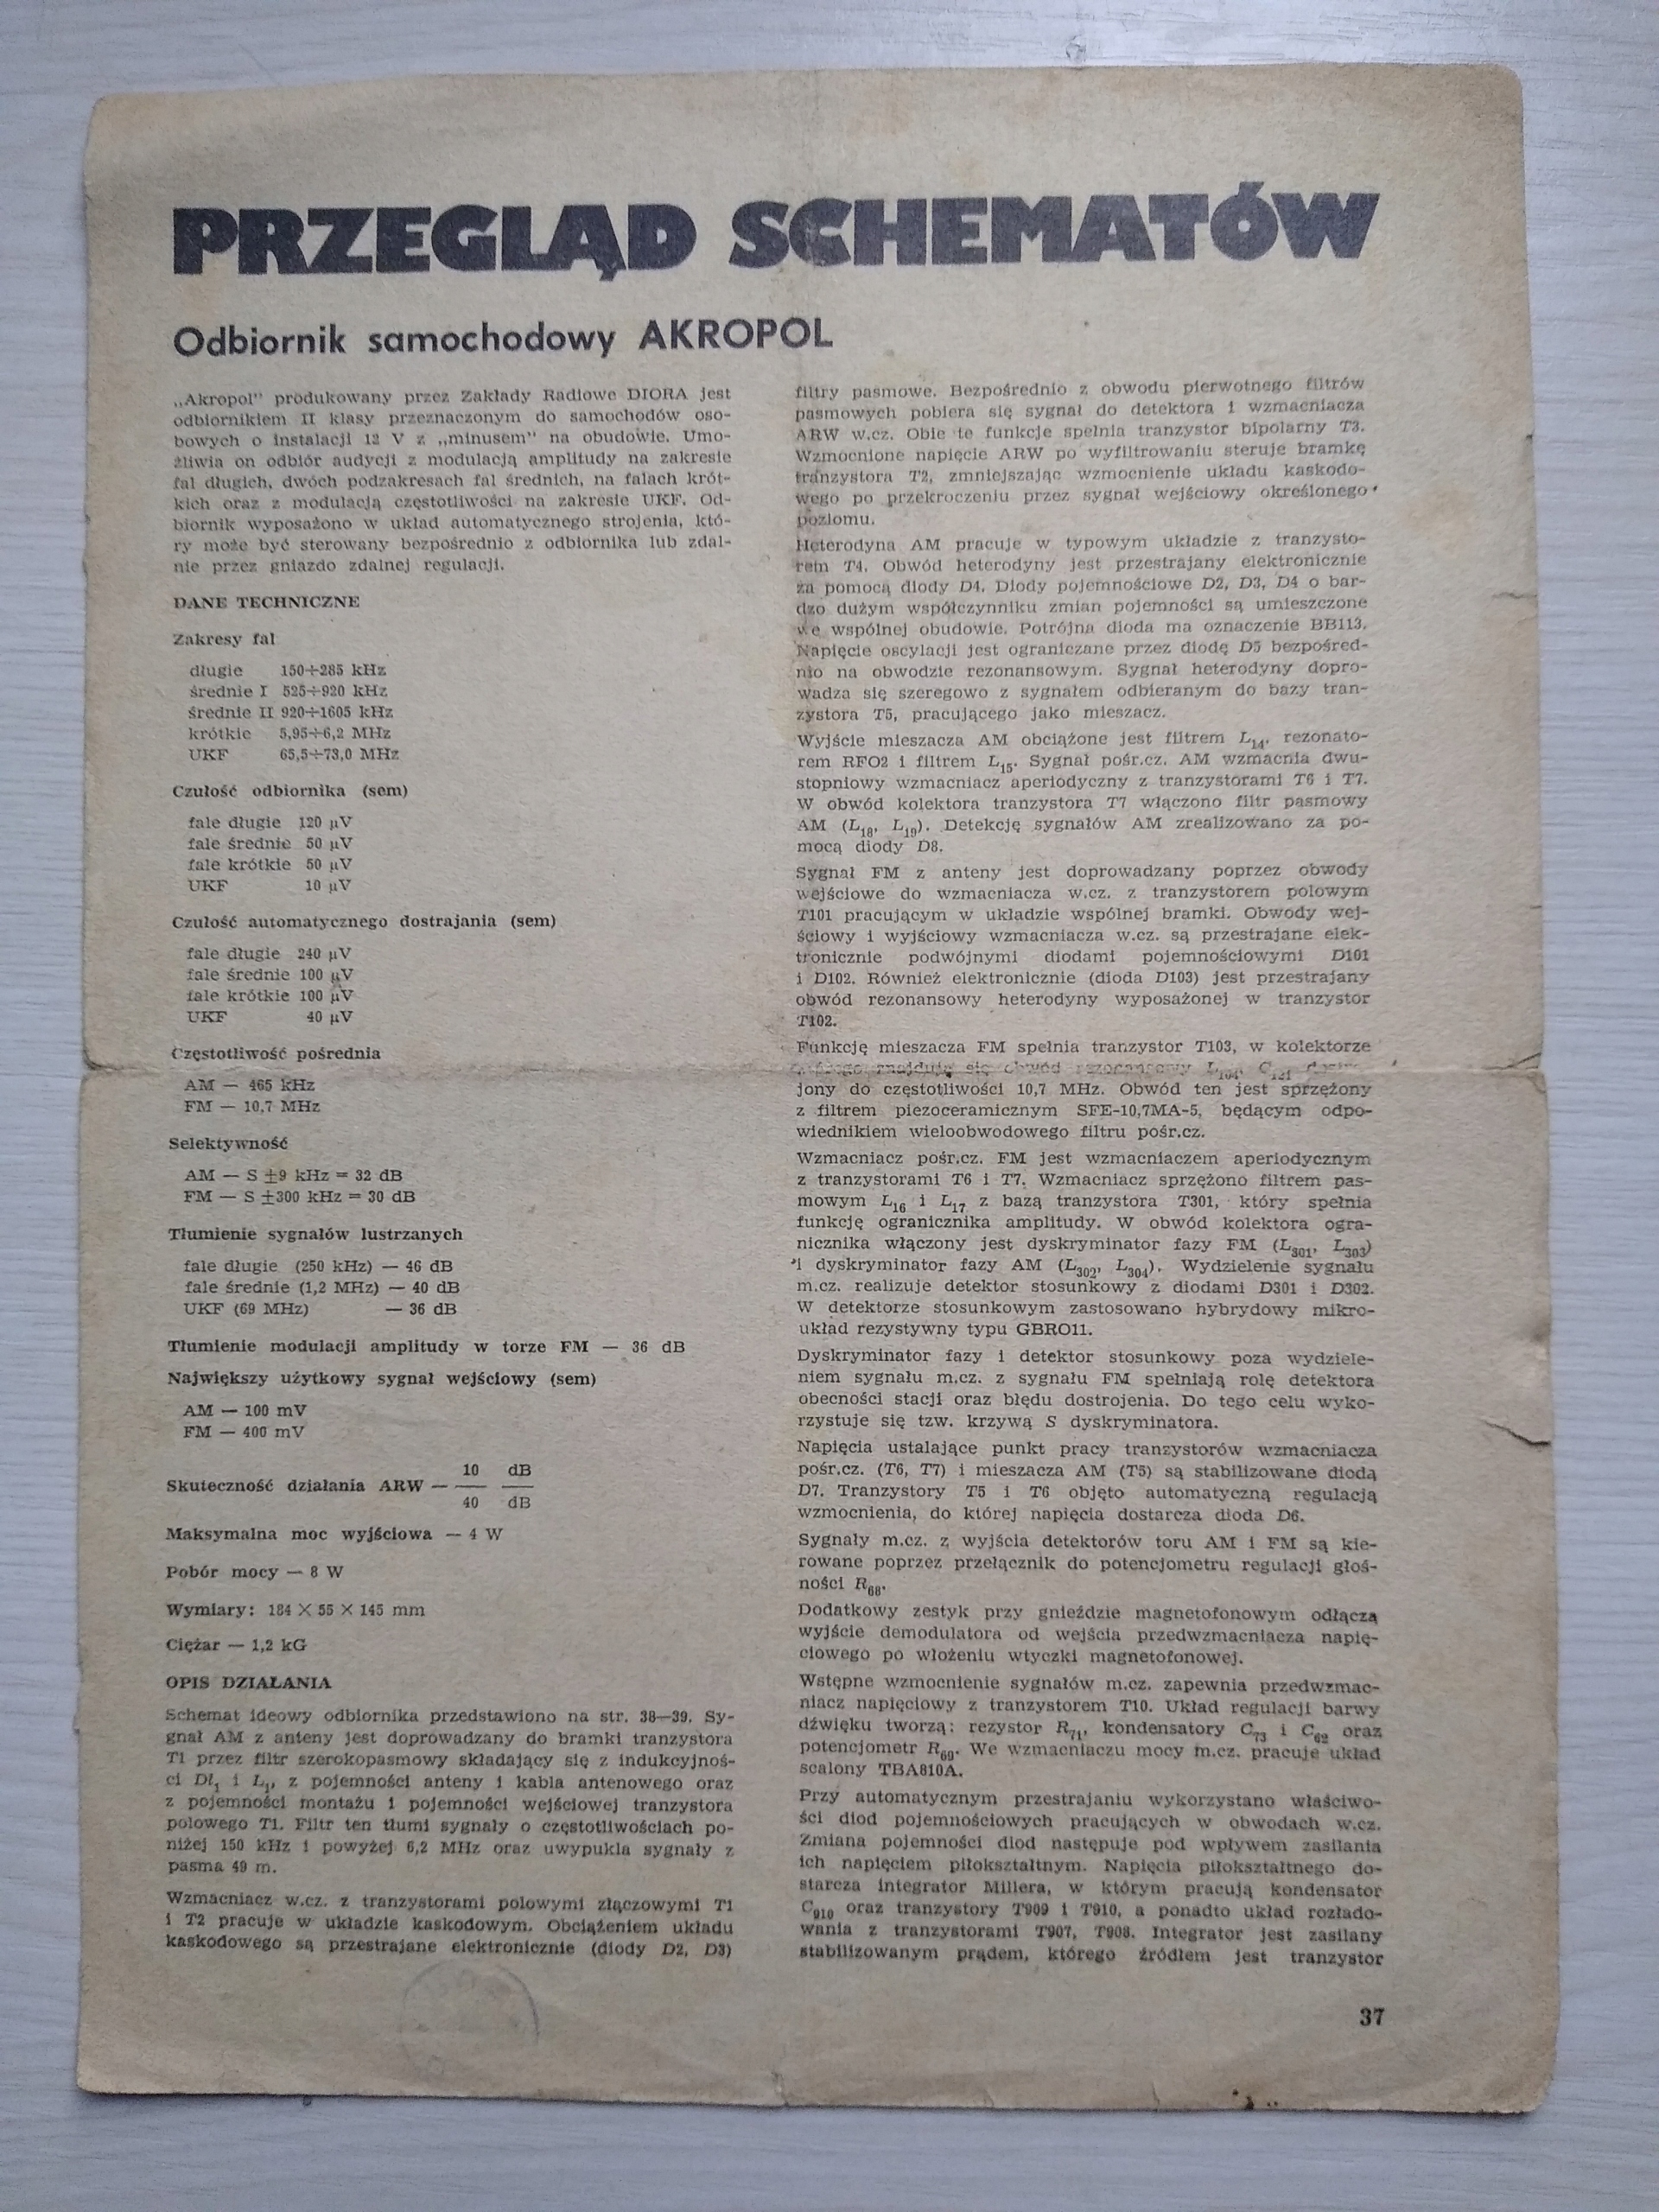 PRZEGLĄD SCHEMATÓW
Odbiornik samochodowy AKROPOL
„Akropol" produkowany przez Zakłady Radiowe DIORA jest
odbiornikiem II klasy przeznaczonym do samochodów oso-
bowych o instalacji 12 V z „minusem" na obudowie. Umo-
żliwia on odbiór audycji z modulacją amplitudy na zakresie
fal długich, dwóch podzakresach fal średnich, na falach krót-
kich oraz z modulacją częstotliwości na zakresie UKF. Od-
biornik wyposażono w układ automatycznego strojenia, któ-
ry może być sterowany bezpośrednio z odbiornika lub zdal-
nie przez gniazdo zdalnej regulacji.
DANE TECHNICZNE
Zakresy fal
długie 150÷285 kHz
średnie I 525÷920 kHz
średnie II 920÷1605 kHz
krótkie 5,95÷6,2 MHz
UKF 65,5÷73,0 MHz
Czułość odbiornika (sem)
fale długie 120 µV
fale średnie 50 µV
fale krótkie 50 µV
UKF 10 µV
Czułość automatycznego dostrajania (sem)
fale długie 240 µV
fale średnie 100 µV
fale krótkie 100 µV
UKF 40 µV
Częstotliwość pośrednia
AM — 465 kHz
FM — 10,7 MHz
Selektywność
AM — S ±9 kHz = 32 dB
FM — S ±300 kHz = 30 dB
Tłumienie sygnałów lustrzanych
fale długie (250 kHz) — 46 dB
fale średnie (1,2 MHz) — 40 dB
UKF (69 MHz) — 36 dB
Tłumienie modulacji amplitudy w torze FM — 36 dB
Największy użytkowy sygnał wejściowy (sem)
AM — 100 mV
FM — 400 mV
10 dB
Skuteczność działania ARW —
40 dB
Maksymalna moc wyjściowa — 4 W
Pobór mocy — 8 W
Wymiary: 184 × 55 × 145 mm
Ciężar — 1,2 kG
OPIS DZIAŁANIA
Schemat ideowy odbiornika przedstawiono na str. 38—39. Sy-
gnał AM z anteny jest doprowadzany do bramki tranzystora
T1 przez filtr szerokopasmowy składający się z indukcyjnoś-
ci Dł₁ i L₁, z pojemności anteny i kabla antenowego oraz
z pojemności montażu i pojemności wejściowej tranzystora
polowego T1. Filtr ten tłumi sygnały o częstotliwościach po-
niżej 150 kHz i powyżej 6,2 MHz oraz uwypukla sygnały z
pasma 49 m.
Wzmacniacz w.cz. z tranzystorami polowymi złączowymi T1
i T2 pracuje w układzie kaskodowym. Obciążeniem układu
kaskodowego są przestrajane elektronicznie (diody D2, D3)
filtry pasmowe. Bezpośrednio z obwodu pierwotnego filtrów
pasmowych pobiera się sygnał do detektora i wzmacniacza
ARW w.cz. Obie te funkcje spełnia tranzystor bipolarny T3.
Wzmocnione napięcie ARW po wyfiltrowaniu steruje bramkę
tranzystora T2, zmniejszając wzmocnienie układu kaskodo-
wego po przekroczeniu przez sygnał wejściowy określonego
poziomu.
Heterodyna AM pracuje w typowym układzie z tranzysto-
rem T4. Obwód heterodyny jest przestrajany elektronicznie
za pomocą diody D4. Diody pojemnościowe D2, D3, D4 o bar-
dzo dużym współczynniku zmian pojemności są umieszczone
we wspólnej obudowie. Potrójna dioda ma oznaczenie BB113.
Napięcie oscylacji jest ograniczane przez diodę D5 bezpośred-
nio na obwodzie rezonansowym. Sygnał heterodyny dopro-
wadza się szeregowo z sygnałem odbieranym do bazy tran-
zystora T5, pracującego jako mieszacz.
Wyjście mieszacza AM obciążone jest filtrem L₁₄, rezonato-
rem RFO2 i filtrem L₁₅. Sygnał pośr.cz. AM wzmacnia dwu-
stopniowy wzmacniacz aperiodyczny z tranzystorami T6 i T7.
W obwód kolektora tranzystora T7 włączono filtr pasmowy
AM (L₁₈, L₁₉). Detekcję sygnałów AM zrealizowano za po-
mocą diody D8.
Sygnał FM z anteny jest doprowadzany poprzez obwody
wejściowe do wzmacniacza w.cz. z tranzystorem polowym
T101 pracującym w układzie wspólnej bramki. Obwody wej-
ściowy i wyjściowy wzmacniacza w.cz. są przestrajane elek-
tronicznie podwójnymi diodami pojemnościowymi D101
i D102. Również elektronicznie (dioda D103) jest przestrajany
obwód rezonansowy heterodyny wyposażonej w tranzystor
T102.
Funkcję mieszacza FM spełnia tranzystor T103, w kolektorze
znajduje się obwód rezonansowy
jony do częstotliwości 10,7 MHz. Obwód ten jest sprzężony
z filtrem piezoceramicznym SFE-10,7MA-5, będącym odpo-
wiednikiem wieloobwodowego filtru pośr.cz.
Wzmacniacz pośr.cz. FM jest wzmacniaczem aperiodycznym
z tranzystorami T6 i T7. Wzmacniacz sprzężono filtrem pas-
mowym L₁₆ i L₁₇ z bazą tranzystora T301, który spełnia
funkcję ogranicznika amplitudy. W obwód kolektora ogra-
nicznika włączony jest dyskryminator fazy FM (L₃₀₁, L₃₀₃)
i dyskryminator fazy AM (L₃₀₂, L₃₀₄). Wydzielenie sygnału
m.cz. realizuje detektor stosunkowy z diodami D301 i D302.
W detektorze stosunkowym zastosowano hybrydowy mikro-
układ rezystywny typu GBRO11.
Dyskryminator fazy i detektor stosunkowy poza wydziele-
niem sygnału m.cz. z sygnału FM spełniają rolę detektora
obecności stacji oraz błędu dostrojenia. Do tego celu wyko-
rzystuje się tzw. krzywą S dyskryminatora.
Napięcia ustalające punkt pracy tranzystorów wzmacniacza
pośr.cz. (T6, T7) i mieszacza AM (T5) są stabilizowane diodą
D7. Tranzystory T5 i T6 objęto automatyczną regulacją
wzmocnienia, do której napięcia dostarcza dioda D6.
Sygnały m.cz. z wyjścia detektorów toru AM i FM są kie-
rowane poprzez przełącznik do potencjometru regulacji głoś-
ności R₆₈.
Dodatkowy zestyk przy gnieździe magnetofonowym odłącza
wyjście demodulatora od wejścia przedwzmacniacza napię-
ciowego po włożeniu wtyczki magnetofonowej.
Wstępne wzmocnienie sygnałów m.cz. zapewnia przedwzmac-
niacz napięciowy z tranzystorem T10. Układ regulacji barwy
dźwięku tworzą: rezystor R₇₁, kondensatory C₇₃ i C₆₂ oraz
potencjometr R₆₉. We wzmacniaczu mocy m.cz. pracuje układ
scalony TBA810A.
Przy automatycznym przestrajaniu wykorzystano właściwo-
ści diod pojemnościowych pracujących w obwodach w.cz.
Zmiana pojemności diod następuje pod wpływem zasilania
ich napięciem piłokształtnym. Napięcia piłokształtnego do-
starcza integrator Millera, w którym pracują kondensator
C₉₁₀ oraz tranzystory T909 i T910, a ponadto układ rozłado-
wania z tranzystorami T907, T908. Integrator jest zasilany
stabilizowanym prądem, którego źródłem jest tranzystor
37